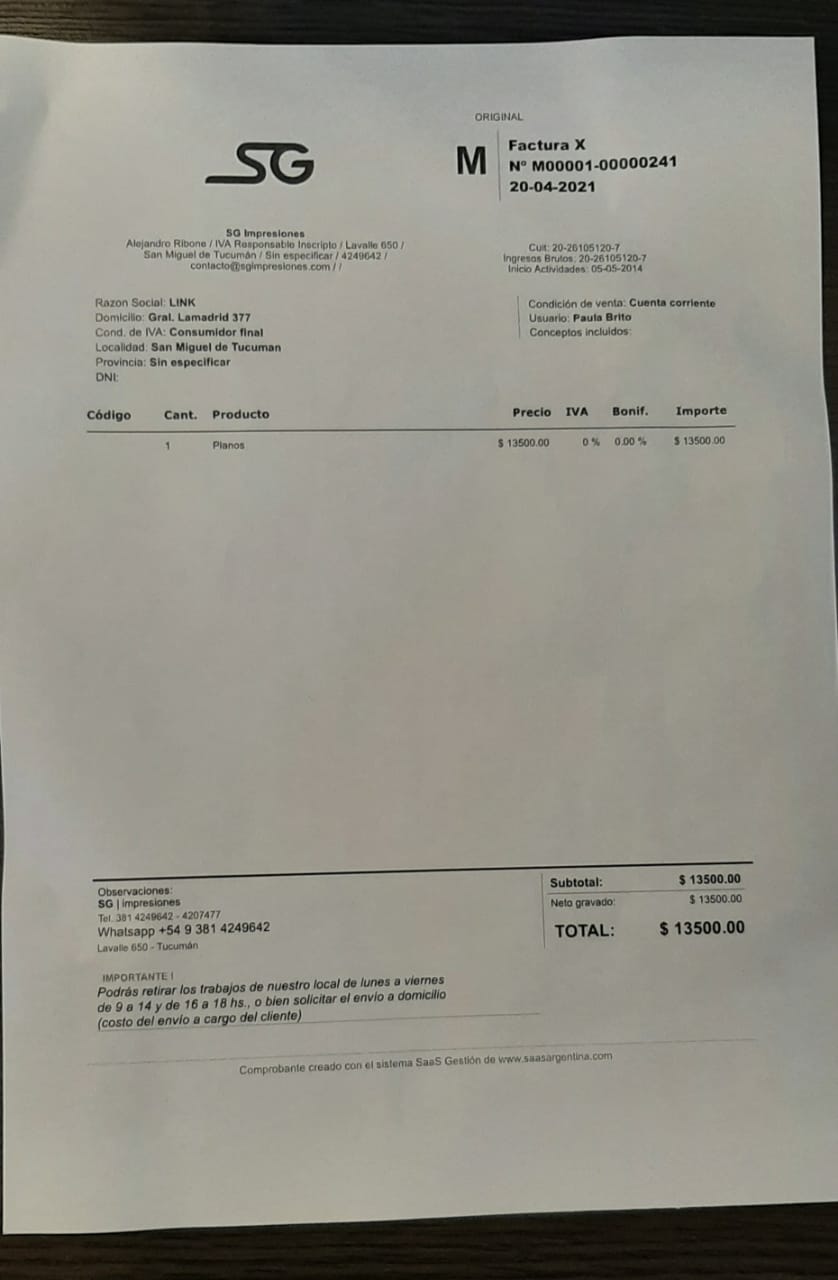 ORIGINAL
SG
M
Factura X
Nº M00001-00000241
20-04-2021
SG Impresiones
Alejandro Ribone / IVA Responsable Inscripto / Lavalle 650 /
San Miguel de Tucumán / Sin especificar / 4249642 /
contacto@sgimpresiones.com / /
Cuit: 20-26105120-7
Ingresos Brutos: 20-26105120-7
Inicio Actividades: 05-05-2014
Razon Social: LINK
Domicilio: Gral. Lamadrid 377
Cond. de IVA: Consumidor final
Localidad: San Miguel de Tucuman
Provincia: Sin especificar
DNI:
Condición de venta: Cuenta corriente
Usuario: Paula Brito
Conceptos incluidos:
Código Cant. Producto Precio IVA Bonif. Importe
1 Planos $ 13500.00 0 % 0.00 % $ 13500.00
Observaciones:
SG | impresiones
Tel. 381 4249642 - 4207477
Whatsapp +54 9 381 4249642
Lavalle 650 - Tucumán
Subtotal: $ 13500.00
Neto gravado: $ 13500.00
TOTAL: $ 13500.00
IMPORTANTE !
Podrás retirar los trabajos de nuestro local de lunes a viernes
de 9 a 14 y de 16 a 18 hs., o bien solicitar el envío a domicilio
(costo del envío a cargo del cliente)
Comprobante creado con el sistema SaaS Gestión de www.saasargentina.com